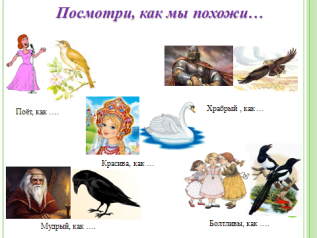 Посмотри, как мы похожи…
Поёт, как ….
Храбрый , как…
Красива, как ….
Мудрый, как ….
Болтливы, как ….